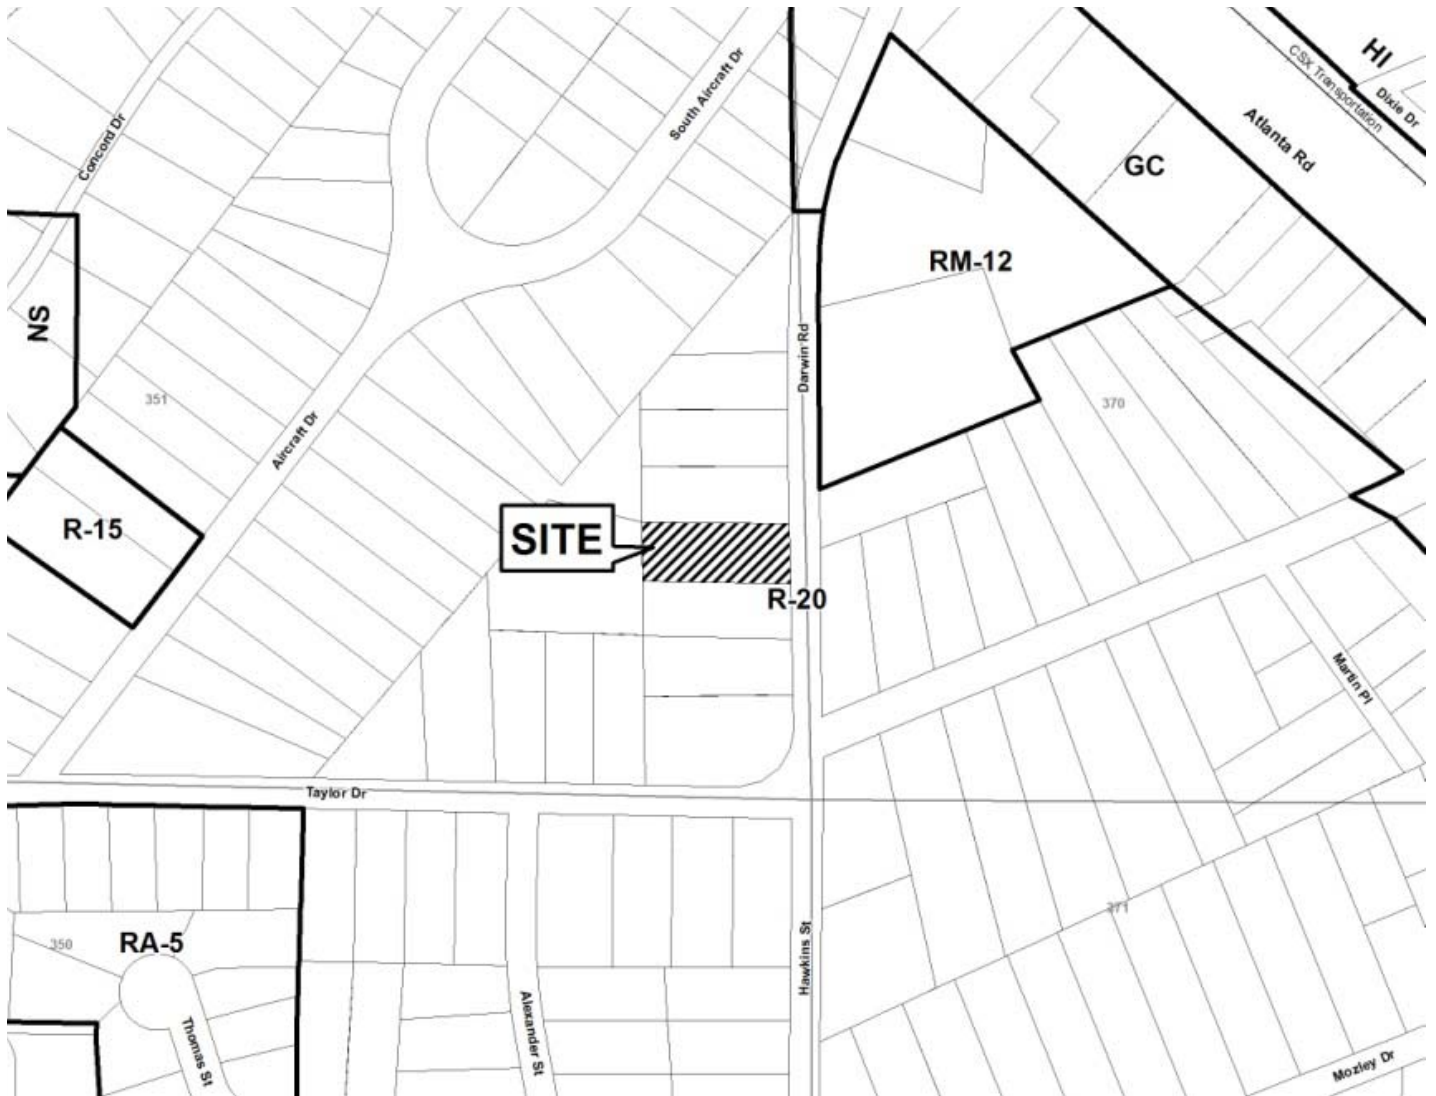 HI
CSX Transportation
Dixie Dr
South Aircraft Dr
Concord Dr
Atlanta Rd
GC
RM-12
NS
Darwin Rd
351
370
Aircraft Dr
R-15
SITE
R-20
Martin Pl
Taylor Dr
271
350
RA-5
Hawkins St
Alexander St
Thomas St
Mozley Dr